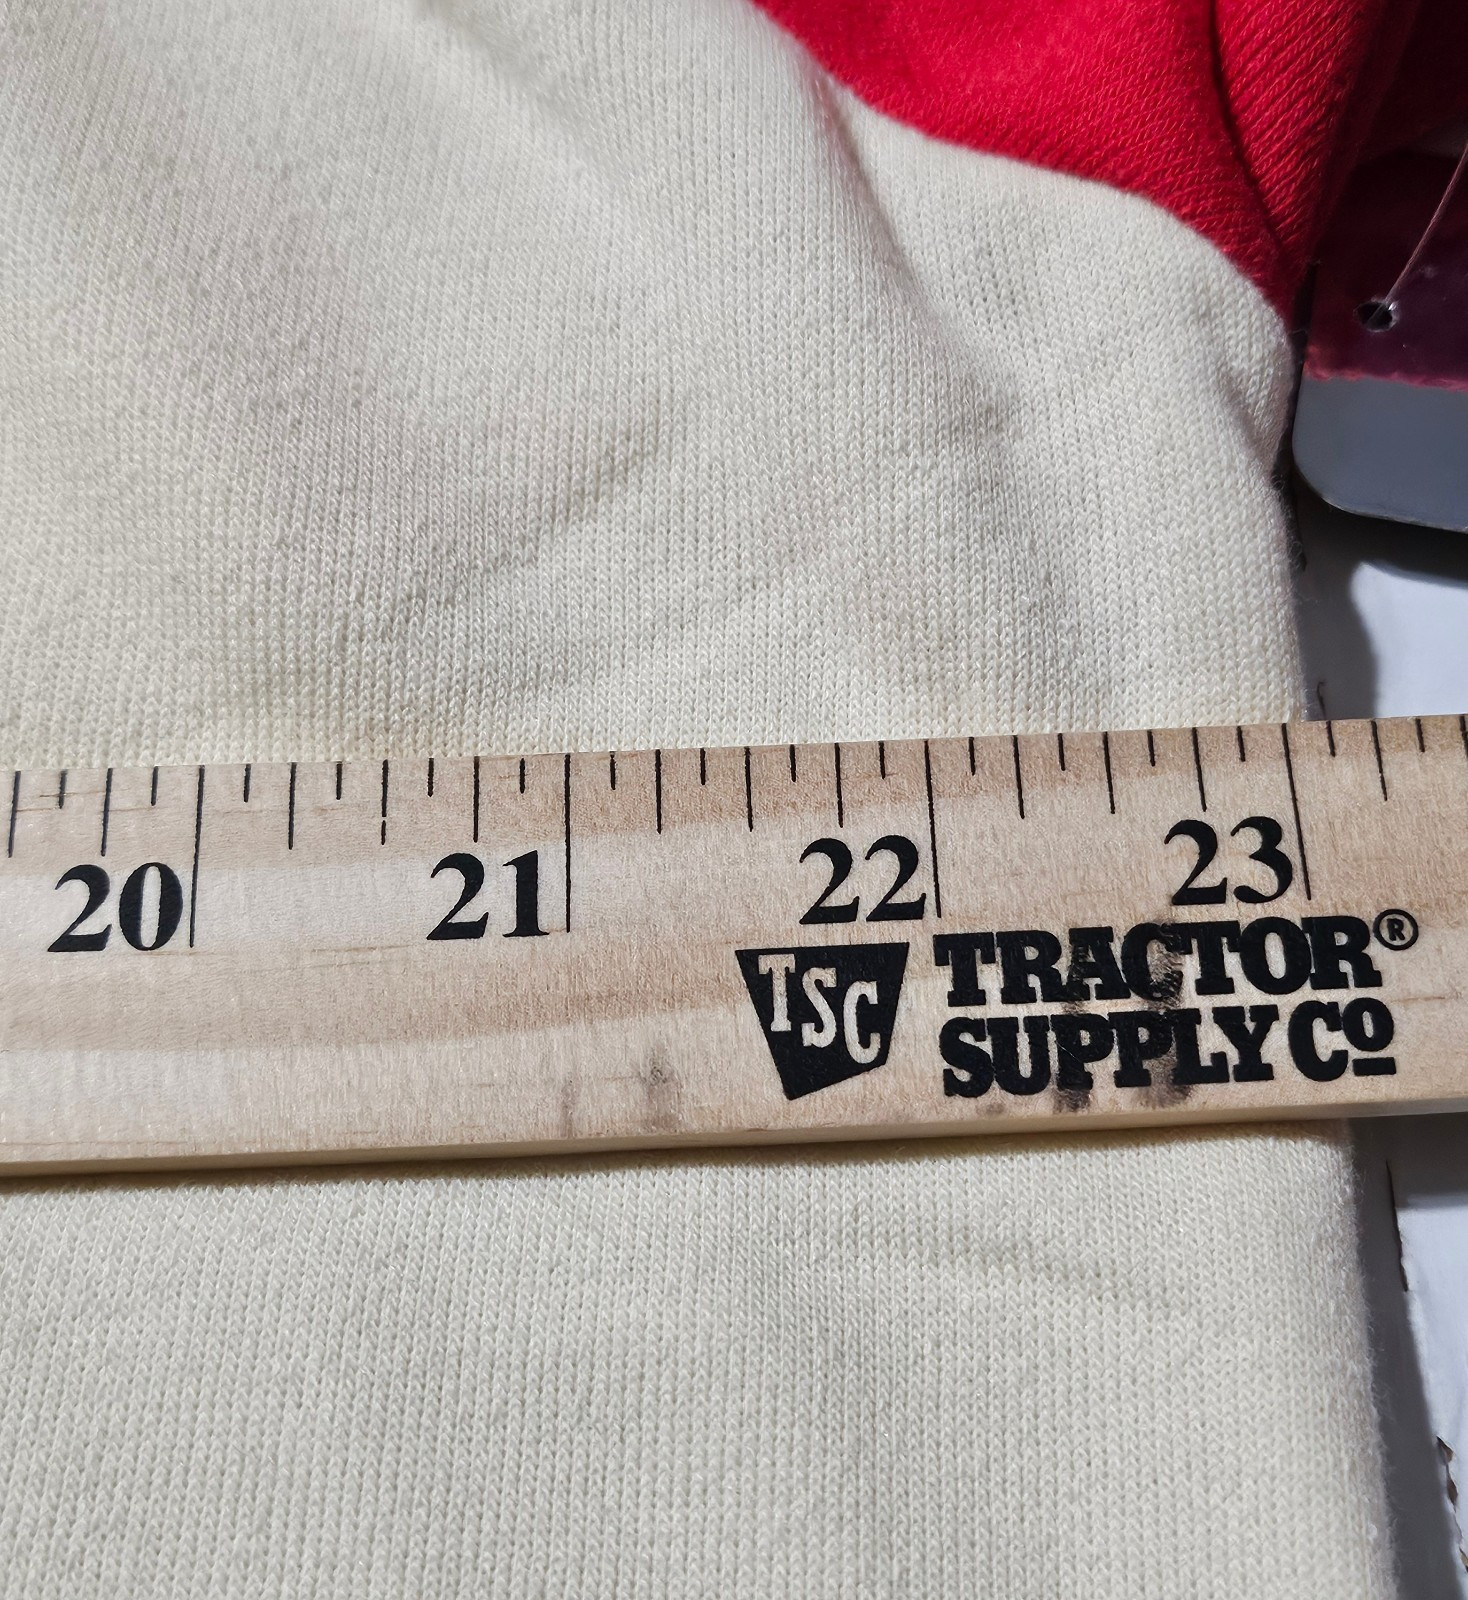 20 21 22 23
TSC TRACTOR®
SUPPLY Cº